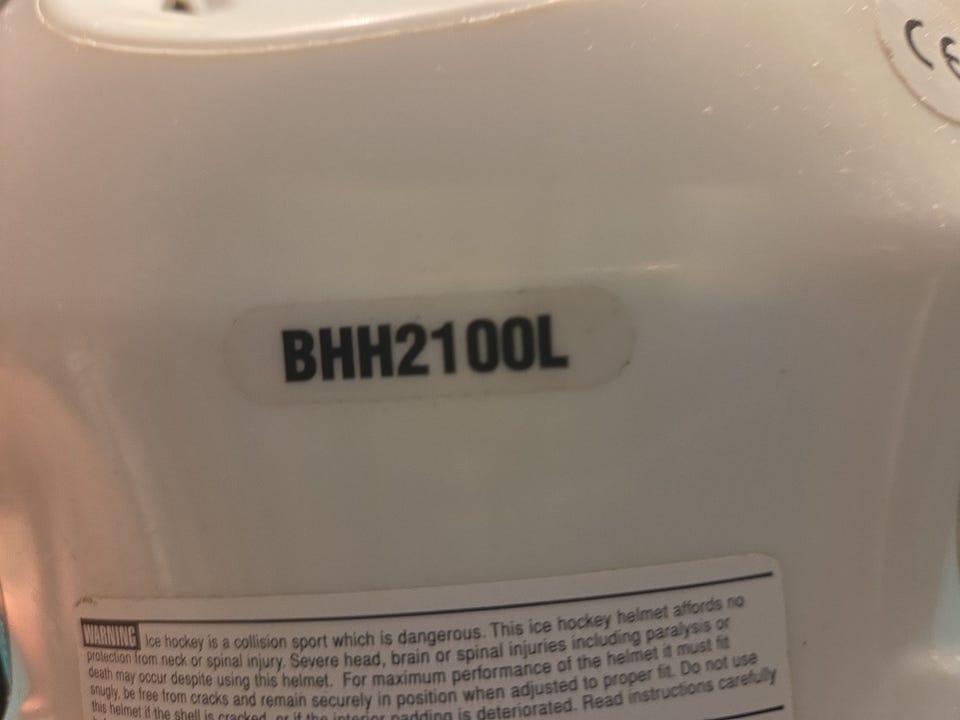 CE
BHH2100L
WARNING Ice hockey is a collision sport which is dangerous. This ice hockey helmet affords no
protection from neck or spinal injury. Severe head, brain or spinal injuries including paralysis or
death may occur despite using this helmet. For maximum performance of the helmet it must fit
snugly, be free from cracks and remain securely in position when adjusted to proper fit. Do not use
this helmet if the shell is cracked, or if the interior padding is deteriorated. Read instructions carefully